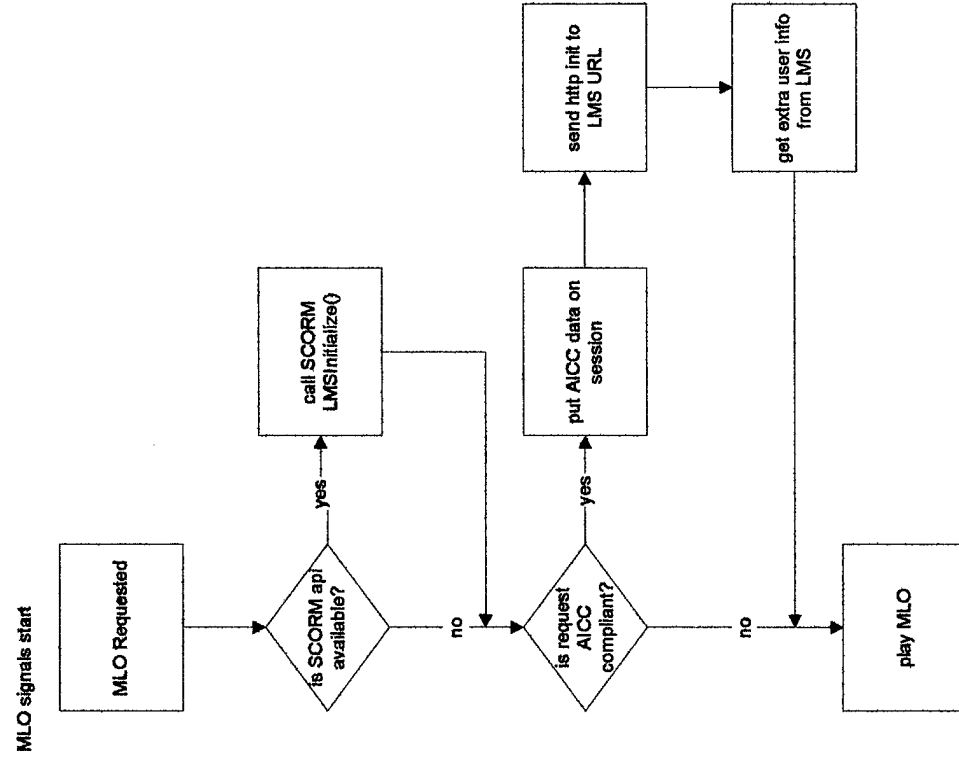 MLO signals start
MLO Requested
is SCORM api
available?
yes
call SCORM
LMSInitialize()
no
is request
AICC
compliant?
yes
put AICC data on
session
send http init to
LMS URL
get extra user info
from LMS
no
play MLO